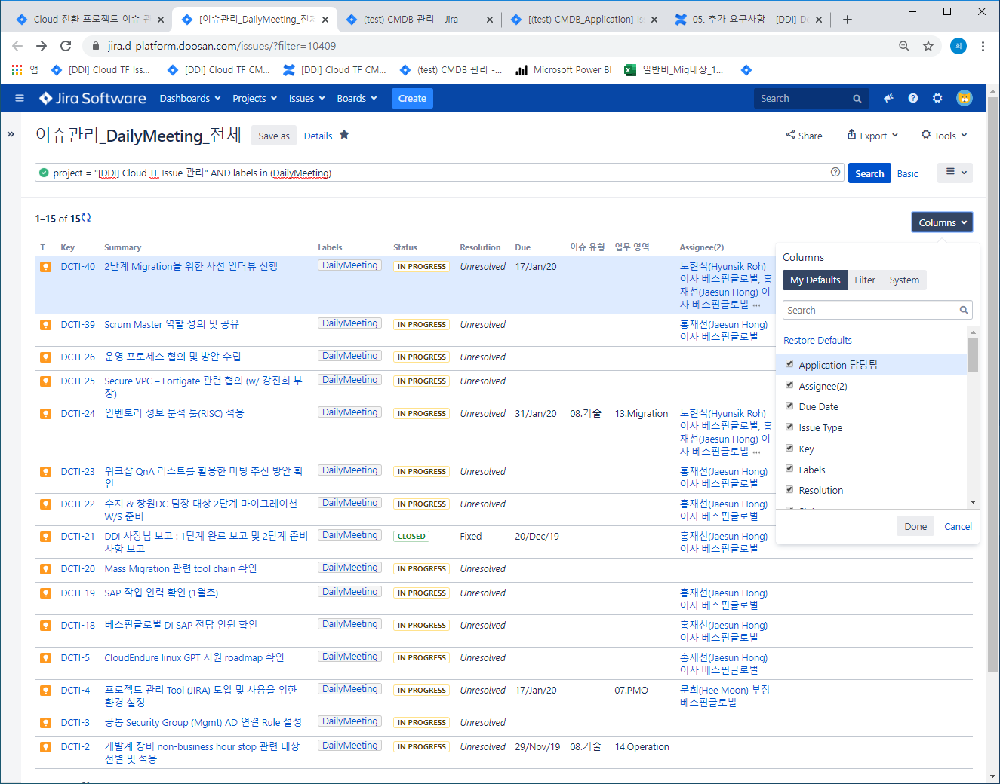 Cloud 전환 프로젝트 이슈 관
[이슈관리_DailyMeeting_전체
(test) CMDB 관리 - Jira
[(test) CMDB_Application] Is
05. 추가 요구사항 - [DDI] De
jira.d-platform.doosan.com/issues/?filter=10409
희
앱
[DDI] Cloud TF Iss...
[DDI] Cloud TF CM...
[DDI] Cloud TF CM...
(test) CMDB 관리 -...
Microsoft Power BI
일반비_Mig대상_1...
Jira Software
Dashboards
Projects
Issues
Boards
Create
Search
이슈관리_DailyMeeting_전체
Save as
Details
Share
Export
Tools
project = "[DDI] Cloud TF Issue 관리" AND labels in (DailyMeeting)
Search
Basic
1–15 of 15
Columns
T Key Summary Labels Status Resolution Due 이슈 유형 업무 영역 Assignee(2)
DCTI-40 2단계 Migration을 위한 사전 인터뷰 진행 DailyMeeting IN PROGRESS Unresolved 17/Jan/20 노현식(Hyunsik Roh)
이사 베스핀글로벌, 홍
재선(Jaesun Hong) 이
사 베스핀글로벌 ...
DCTI-39 Scrum Master 역할 정의 및 공유 DailyMeeting IN PROGRESS Unresolved 홍재선(Jaesun Hong)
이사 베스핀글로벌
DCTI-26 운영 프로세스 협의 및 방안 수립 DailyMeeting IN PROGRESS Unresolved
DCTI-25 Secure VPC – Fortigate 관련 협의 (w/ 강진희 부 DailyMeeting IN PROGRESS Unresolved
장)
DCTI-24 인벤토리 정보 분석 툴(RISC) 적용 DailyMeeting IN PROGRESS Unresolved 31/Jan/20 08.기술 13.Migration 노현식(Hyunsik Roh)
이사 베스핀글로벌, 홍
재선(Jaesun Hong) 이
사 베스핀글로벌 ...
DCTI-23 워크샵 QnA 리스트를 활용한 미팅 추진 방안 확 DailyMeeting IN PROGRESS Unresolved 홍재선(Jaesun Hong)
인 이사 베스핀글로벌
DCTI-22 수지 & 창원DC 팀장 대상 2단계 마이그레이션 DailyMeeting IN PROGRESS Unresolved 홍재선(Jaesun Hong)
W/S 준비 이사 베스핀글로벌
DCTI-21 DDI 사장님 보고 : 1단계 완료 보고 및 2단계 준비 DailyMeeting CLOSED Fixed 20/Dec/19 홍재선(Jaesun Hong)
사항 보고 이사 베스핀글로벌
DCTI-20 Mass Migration 관련 tool chain 확인 DailyMeeting IN PROGRESS Unresolved
DCTI-19 SAP 작업 인력 확인 (1월초) DailyMeeting IN PROGRESS Unresolved 홍재선(Jaesun Hong)
이사 베스핀글로벌
DCTI-18 베스핀글로벌 DI SAP 전담 인원 확인 DailyMeeting IN PROGRESS Unresolved 홍재선(Jaesun Hong)
이사 베스핀글로벌
DCTI-5 CloudEndure linux GPT 지원 roadmap 확인 DailyMeeting IN PROGRESS Unresolved 홍재선(Jaesun Hong)
이사 베스핀글로벌
DCTI-4 프로젝트 관리 Tool (JIRA) 도입 및 사용을 위한 DailyMeeting IN PROGRESS Unresolved 17/Jan/20 07.PMO 문희(Hee Moon) 부장
환경 설정 베스핀글로벌
DCTI-3 공통 Security Group (Mgmt) AD 연결 Rule 설정 DailyMeeting IN PROGRESS Unresolved
DCTI-2 개발계 장비 non-business hour stop 관련 대상 DailyMeeting IN PROGRESS Unresolved 29/Nov/19 08.기술 14.Operation
선별 및 적용
Columns
My Defaults
Filter
System
Search
Restore Defaults
Application 담당팀
Assignee(2)
Due Date
Issue Type
Key
Labels
Resolution
Done
Cancel